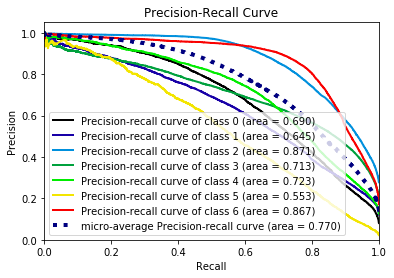 Precision-Recall Curve
1.0
0.8
0.6
0.4
0.2
0.0
Precision
Precision-recall curve of class 0 (area = 0.690)
Precision-recall curve of class 1 (area = 0.645)
Precision-recall curve of class 2 (area = 0.871)
Precision-recall curve of class 3 (area = 0.713)
Precision-recall curve of class 4 (area = 0.723)
Precision-recall curve of class 5 (area = 0.553)
Precision-recall curve of class 6 (area = 0.867)
micro-average Precision-recall curve (area = 0.770)
0.0 0.2 0.4 0.6 0.8 1.0
Recall